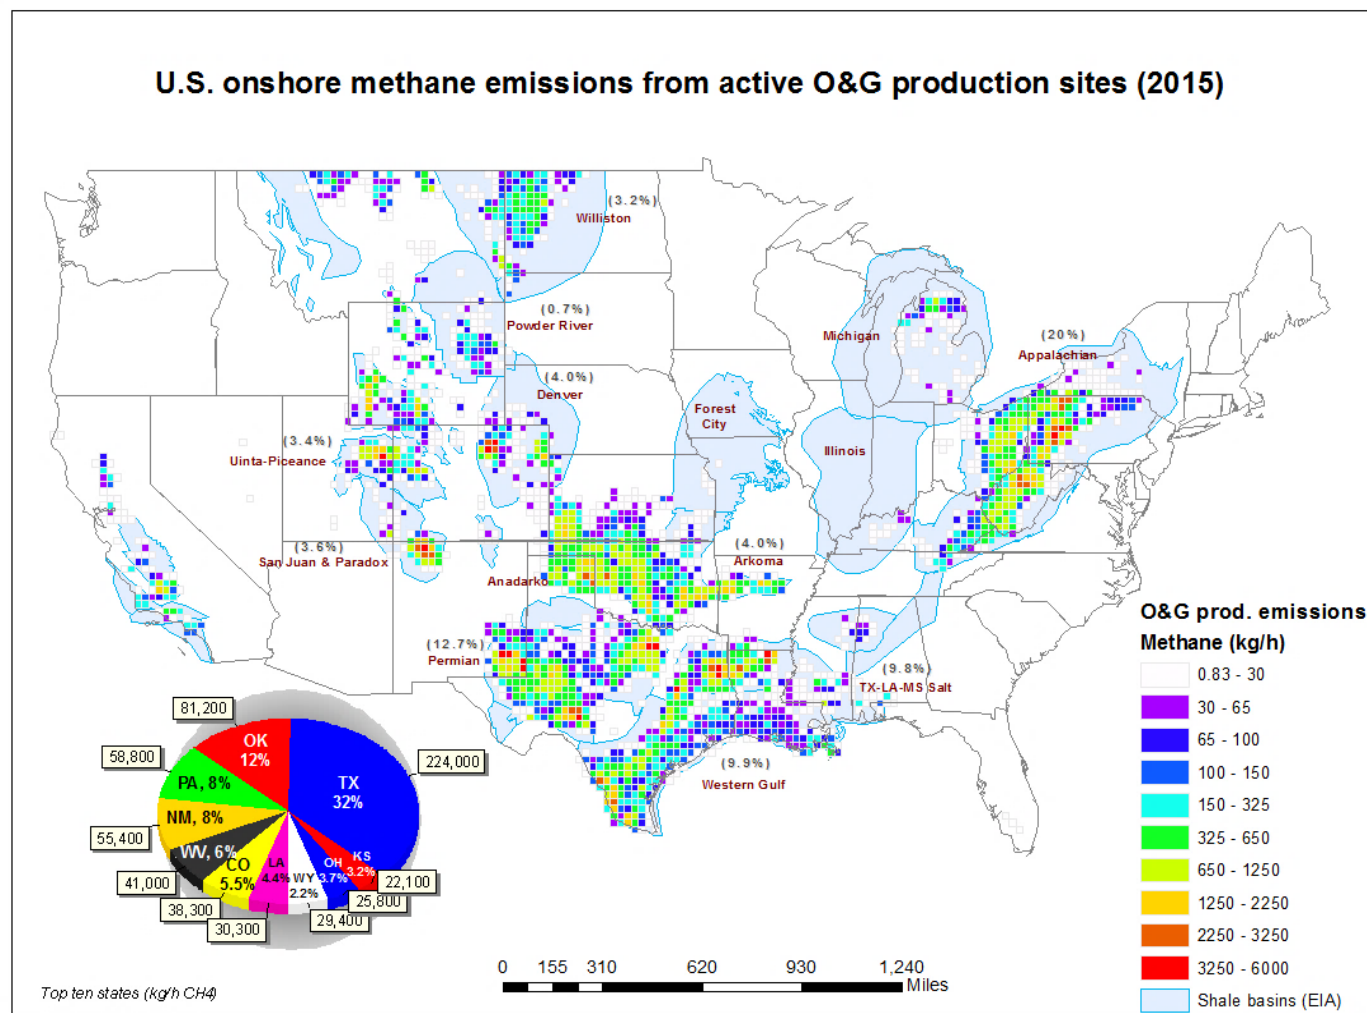 U.S. onshore methane emissions from active O&G production sites (2015)
(3.2%)
Williston
(0.7%)
Powder River
(4.0%)
Denver
Michigan
(20%)
Appalachian
Forest
City
Illinois
(3.4%)
Uinta-Piceance
(3.6%)
San Juan & Paradox
Anadarko
(4.0%)
Arkoma
(12.7%)
Permian
(9.8%)
TX-LA-MS Salt
(9.9%)
Western Gulf
O&G prod. emissions
Methane (kg/h)
0.83 - 30
30 - 65
65 - 100
100 - 150
150 - 325
325 - 650
650 - 1250
1250 - 2250
2250 - 3250
3250 - 6000
Shale basins (EIA)
81,200
58,800
55,400
41,000
38,300
30,300
29,400
25,800
22,100
224,000
OK
12%
TX
32%
PA, 8%
NM, 8%
WV, 6%
CO
5.5%
LA
4.4%
WY
2.2%
OH
3.7%
KS
3.2%
Top ten states (kg/h CH4)
0 155 310 620 930 1,240
Miles